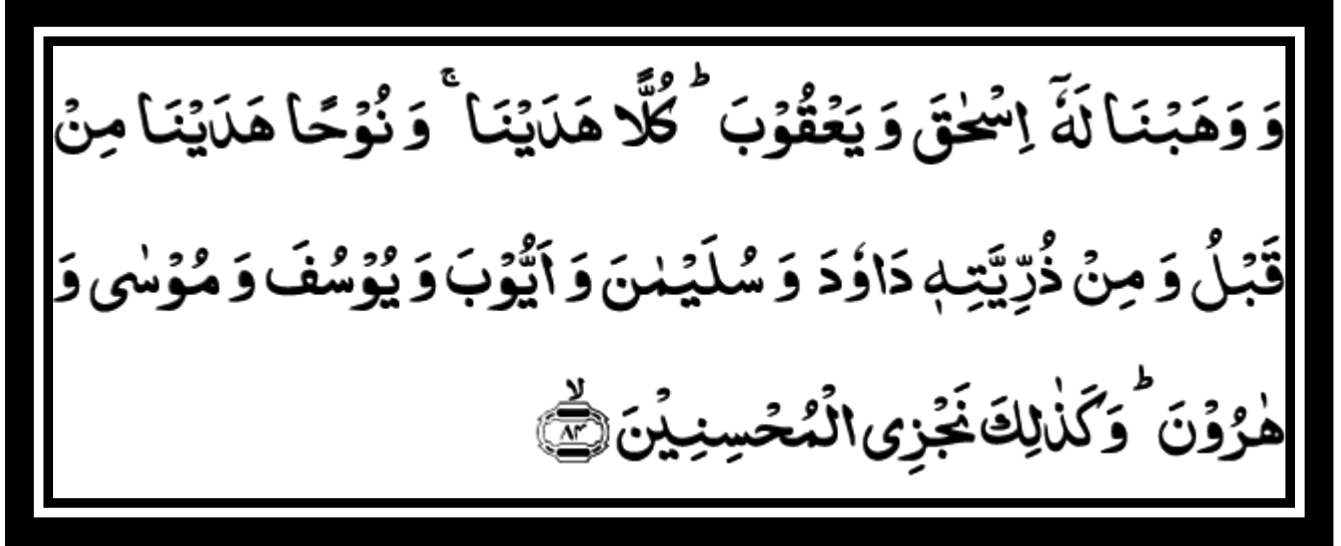 وَ وَهَبْنَا لَهٗۤ اِسْحٰقَ وَ یَعْقُوْبَ ؕ كُلًّا هَدَیْنَا ۚ وَ نُوْحًا هَدَیْنَا مِنْ
قَبْلُ وَ مِنْ ذُرِّیَّتِهٖ دَاوٗدَ وَ سُلَیْمٰنَ وَ اَیُّوْبَ وَ یُوْسُفَ وَ مُوْسٰى وَ
هٰرُوْنَ ؕ وَ كَذٰلِكَ نَجْزِی الْمُحْسِنِیْنَ ۙ۝۸۴